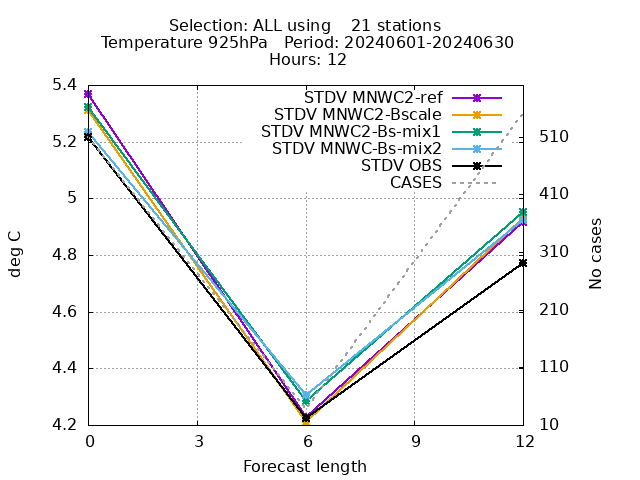 Selection: ALL using    21 stations
Temperature 925hPa   Period: 20240601-20240630
Hours: 12
STDV MNWC2-ref
STDV MNWC2-Bscale
STDV MNWC2-Bs-mix1
STDV MNWC-Bs-mix2
STDV OBS
CASES
5.4
5.2
5
4.8
4.6
4.4
4.2
deg C
510
410
310
210
110
10
No cases
0 3 6 9 12
Forecast length